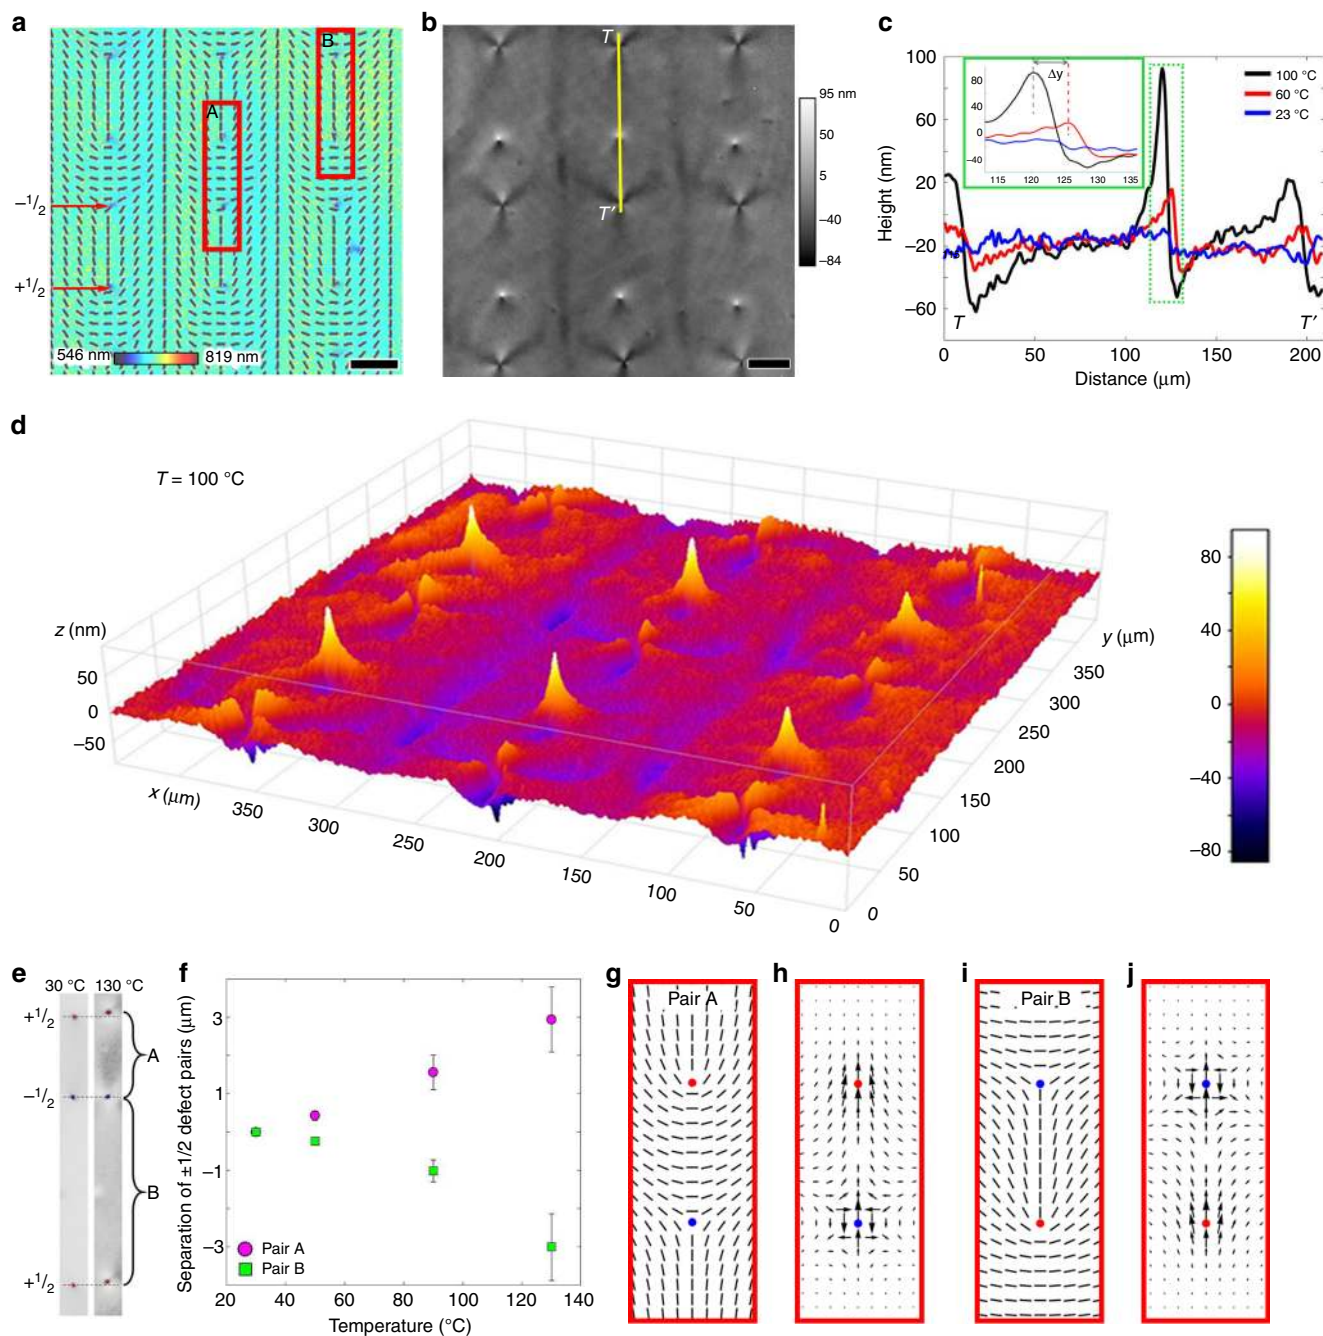 a
A
B
−1/2
+1/2
546 nm
819 nm
b
T
T′
95 nm
50
5
−40
−84
c
100
60
20
−20
−60
Height (nm)
Δy
80
40
0
−40
115 120 125 130 135
100 °C
60 °C
23 °C
T
T′
0 50 100 150 200
Distance (μm)
d
T = 100 °C
z (nm)
50
0
−50
x (μm)
350
300
250
200
150
100
50
0
y (μm)
350
300
250
200
150
100
50
0
80
40
0
−40
−80
e
30 °C 130 °C
+1/2
−1/2
+1/2
A
B
f
Separation of ±1/2 defect pairs (μm)
3
1
−1
−3
Pair A
Pair B
20 40 60 80 100 120 140
Temperature (°C)
g
Pair A
h
i
Pair B
j